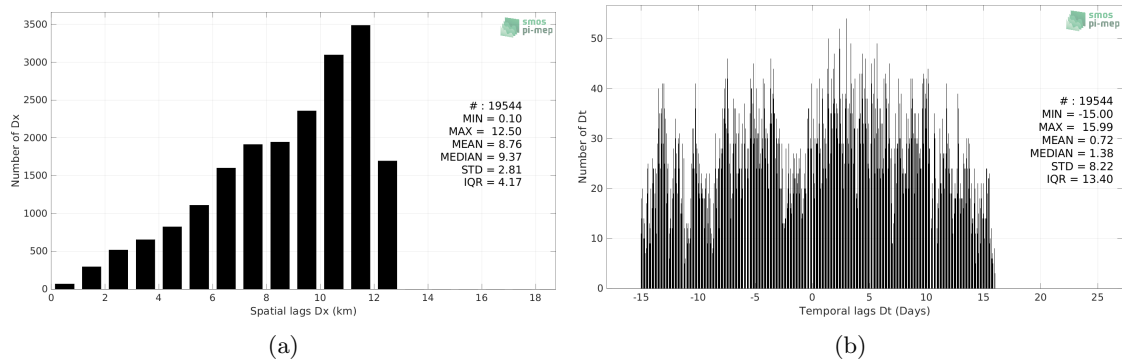 3500
3000
2500
2000
1500
1000
500
0
0 2 4 6 8 10 12 14 16 18
Number of Dx
Spatial lags Dx (km)
smos
pi-mep
# : 19544
MIN = 0.10
MAX = 12.50
MEAN = 8.76
MEDIAN = 9.37
STD = 2.81
IQR = 4.17
(a)
50
40
30
20
10
0
-15 -10 -5 0 5 10 15 20 25
Number of Dt
Temporal lags Dt (Days)
smos
pi-mep
# : 19544
MIN = -15.00
MAX = 15.99
MEAN = 0.72
MEDIAN = 1.38
STD = 8.22
IQR = 13.40
(b)